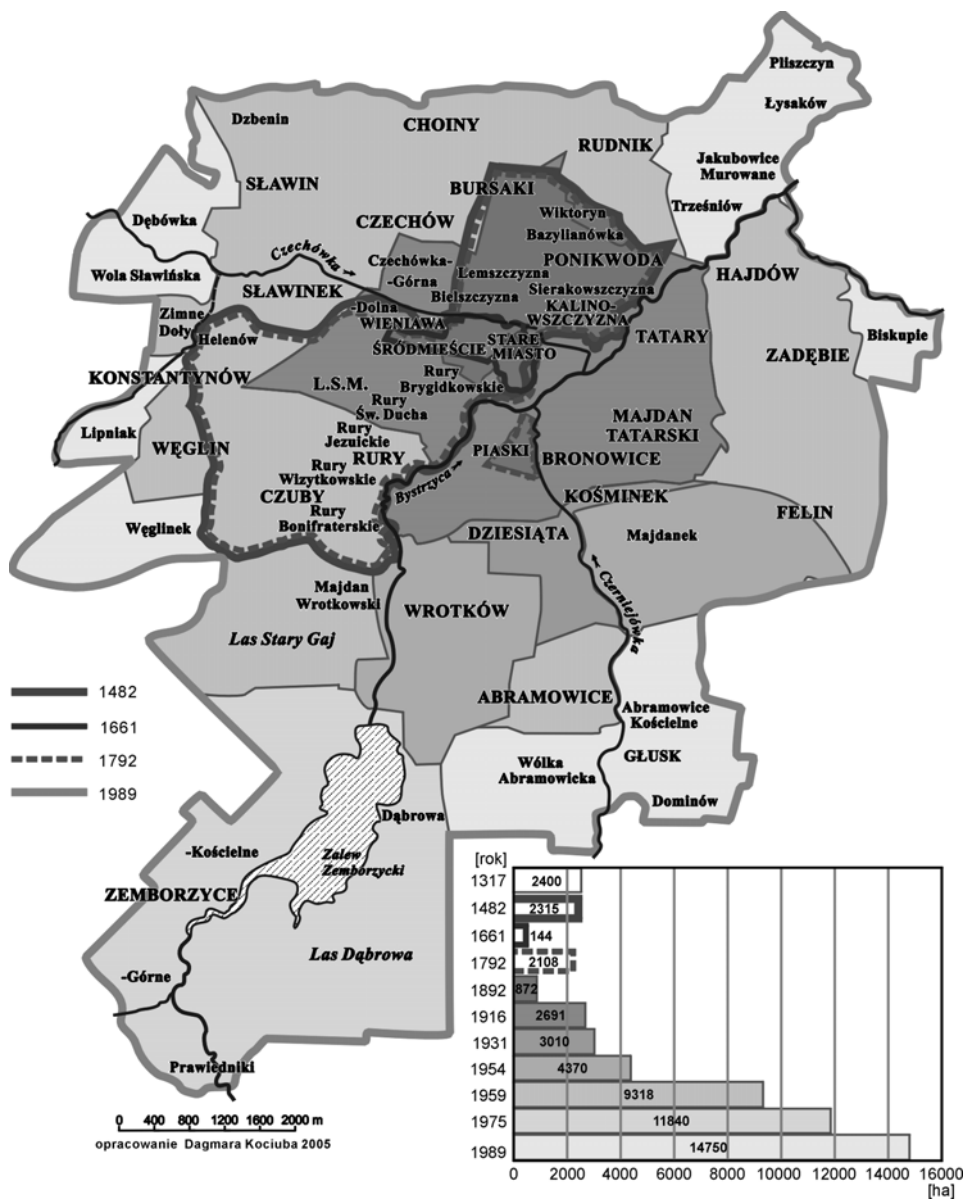 Pliszczyn
Łysaków
Dzbenin
CHOINY
RUDNIK
Jakubowice
Murowane
SŁAWIN
BURSAKI
Trześniów
Dębówka
CZECHÓW
Wiktoryn
Bazylianówka
Wola Sławińska
Czechówka
Czechówka-
-Górna
Lemszczyzna
PONIKWODA
HAJDÓW
SŁAWINEK
Bielszczyzna
Sierakowszczyzna
Zimne
Doły
-Dolna
WIENIAWA
KALINO-
WSZCZYZNA
TATARY
Biskupie
Helenów
ŚRÓDMIEŚCIE
STARE
MIASTO
ZADĘBIE
KONSTANTYNÓW
L.S.M.
Rury
Brygidkowskie
Rury
Św. Ducha
MAJDAN
TATARSKI
Lipniak
WĘGLIN
Rury
Jezuickie
RURY
PIASKI
BRONOWICE
Rury
Wizytkowskie
Bystrzyca
CZUBY
KOŚMINEK
Węglinek
Rury
Bonifraterskie
DZIESIĄTA
Majdanek
FELIN
Majdan
Wrotkowski
WROTKÓW
Czerniejówka
Las Stary Gaj
ABRAMOWICE
Abramowice
Kościelne
GŁUSK
Wólka
Abramowicka
Dominów
1482
1661
1792
1989
Dąbrowa
-Kościelne
Zalew
Zemborzycki
ZEMBORZYCE
Las Dąbrowa
-Górne
Prawiedniki
0 400 800 1200 1600 2000 m
opracowanie Dagmara Kociuba 2005
[rok]
1317 2400
1482 2315
1661 144
1792 2108
1892 872
1916 2691
1931 3010
1954 4370
1959 9318
1975 11840
1989 14750
0 2000 4000 6000 8000 10000 12000 14000 16000
[ha]